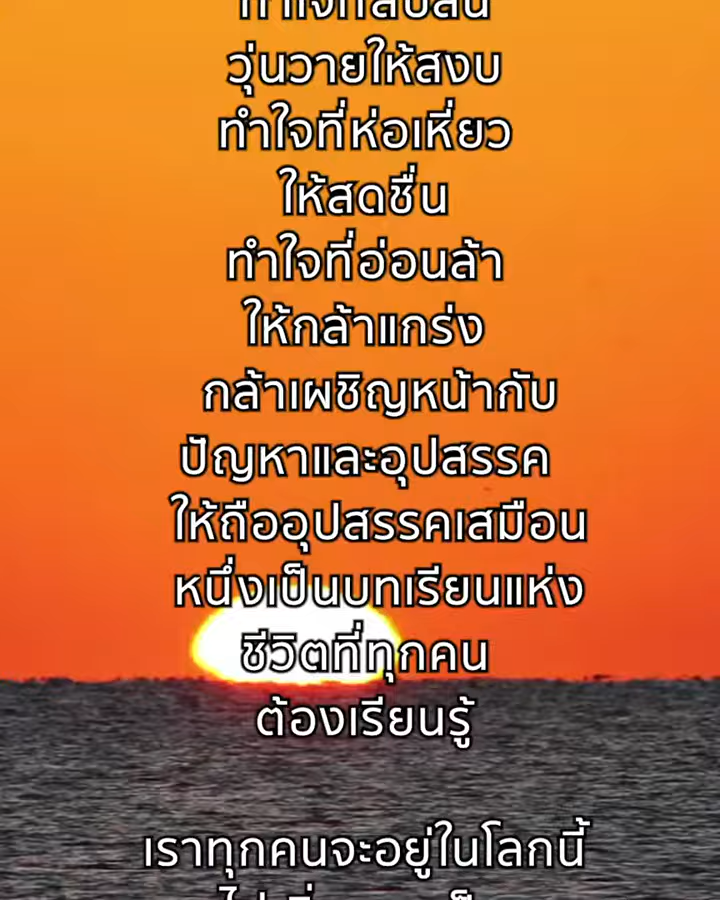 วุ่นวายให้สงบ
ทำใจที่ห่อเหี่ยว
ให้สดชื่น
ทำใจที่อ่อนล้า
ให้กล้าแกร่ง
กล้าเผชิญหน้ากับ
ปัญหาและอุปสรรค
ให้ถืออุปสรรคเสมือน
หนึ่งเป็นบทเรียนแห่ง
ชีวิตที่ทุกคน
ต้องเรียนรู้
เราทุกคนจะอยู่ในโลกนี้